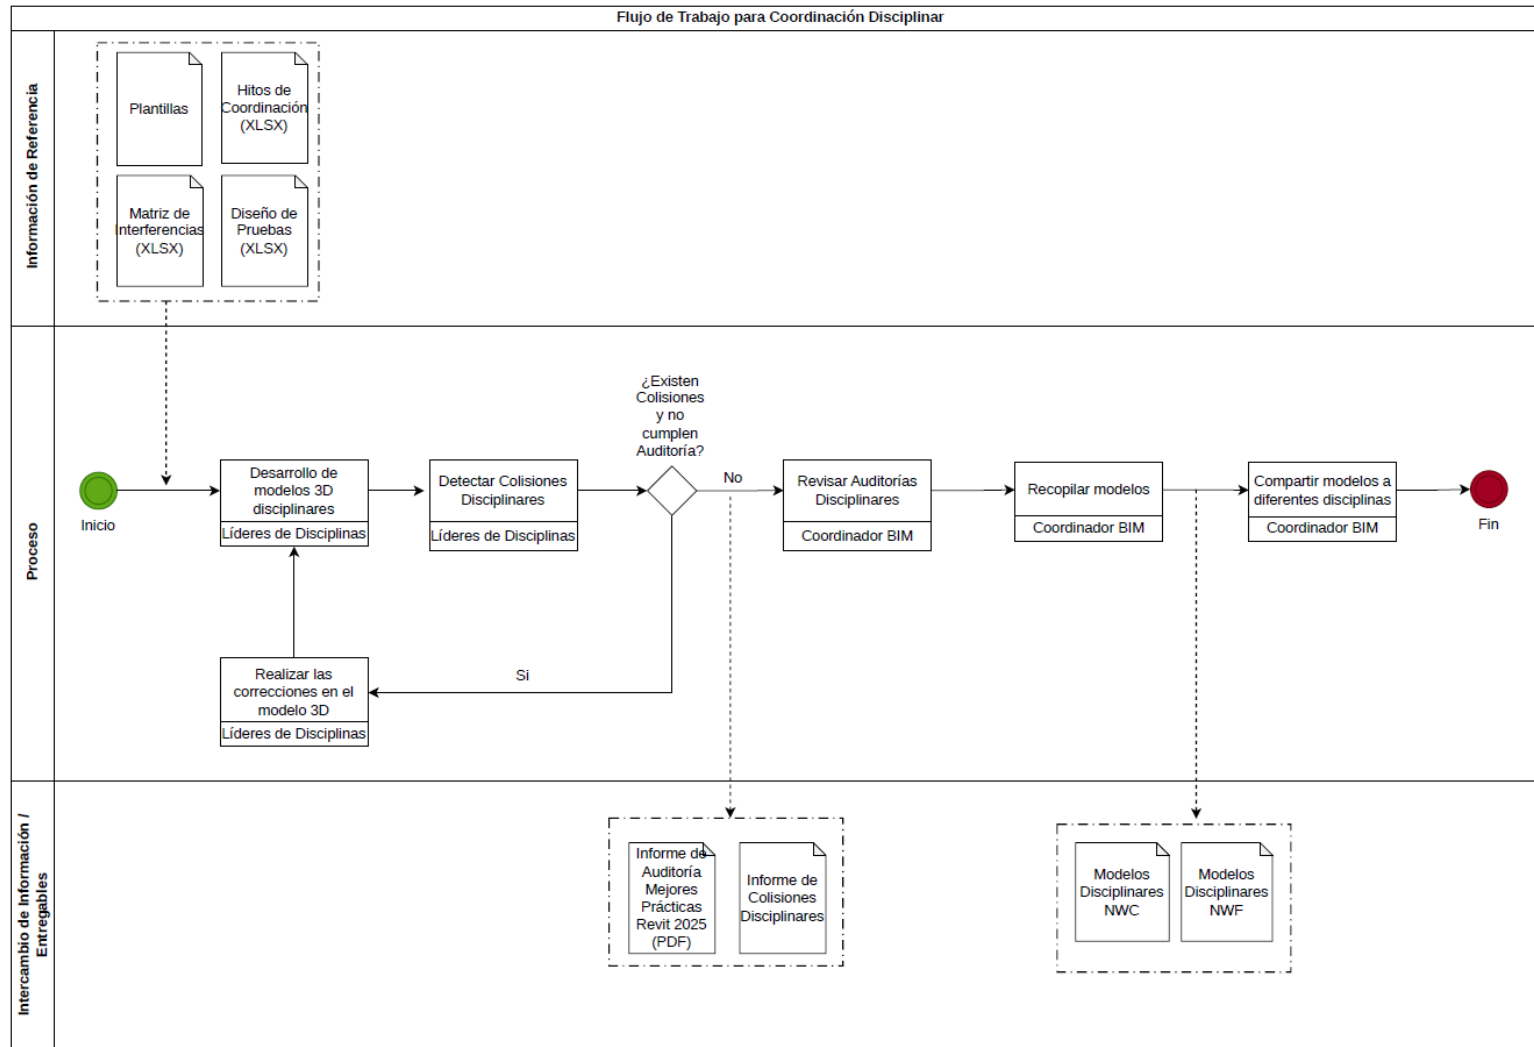 Flujo de Trabajo para Coordinación Disciplinar
Información de Referencia
Plantillas
Hitos de
Coordinación
(XLSX)
Matriz de
Interferencias
(XLSX)
Diseño de
Pruebas
(XLSX)
Proceso
Inicio
Desarrollo de
modelos 3D
disciplinares
Líderes de Disciplinas
Detectar Colisiones
Disciplinares
Líderes de Disciplinas
¿Existen
Colisiones
y no
cumplen
Auditoría?
No
Revisar Auditorías
Disciplinares
Coordinador BIM
Recopilar modelos
Coordinador BIM
Compartir modelos a
diferentes disciplinas
Coordinador BIM
Fin
Si
Realizar las
correcciones en el
modelo 3D
Líderes de Disciplinas
Intercambio de Información /
Entregables
Informe de
Auditoría
Mejores
Prácticas
Revit 2025
(PDF)
Informe de
Colisiones
Disciplinares
Modelos
Disciplinares
NWC
Modelos
Disciplinares
NWF